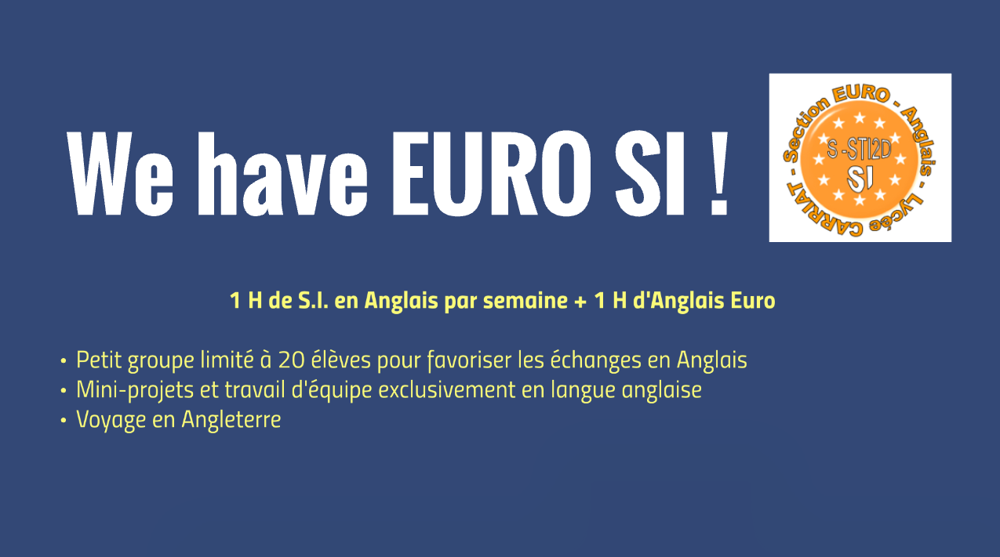 We have EURO SI !
Section EURO - Anglais - Lycée CARRIAT -
S -STI2D
SI
1 H de S.I. en Anglais par semaine + 1 H d'Anglais Euro
• Petit groupe limité à 20 élèves pour favoriser les échanges en Anglais
• Mini-projets et travail d'équipe exclusivement en langue anglaise
• Voyage en Angleterre